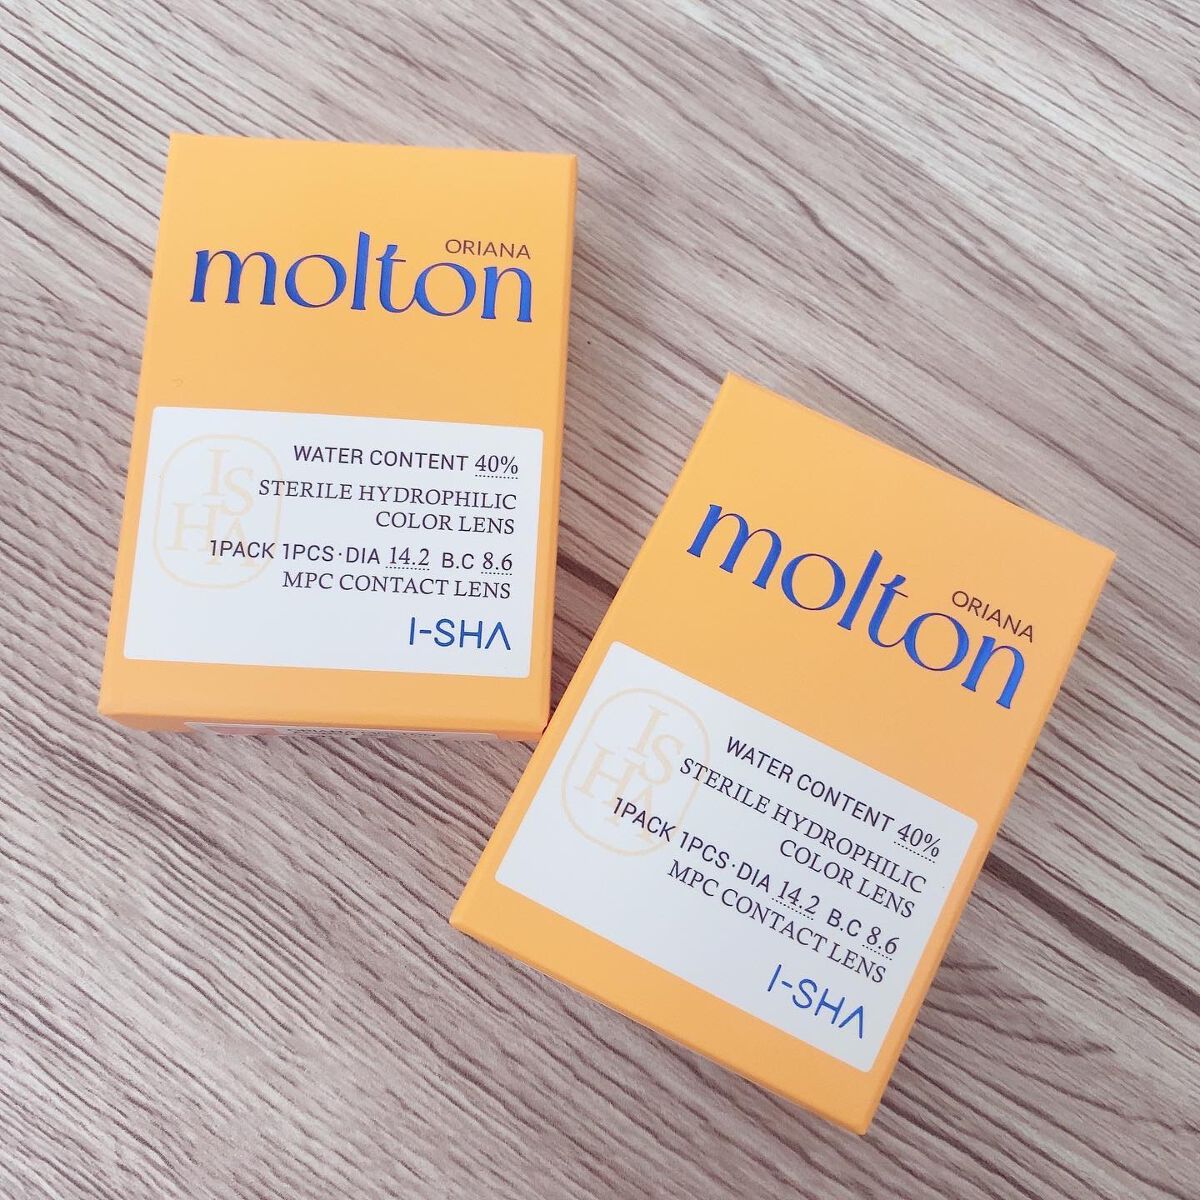 ORIANA
molton
I
S
H
A
WATER CONTENT 40%
STERILE HYDROPHILIC
COLOR LENS
1PACK 1PCS·DIA 14.2 B.C 8.6
MPC CONTACT LENS
I-SHA
ORIANA
molton
I
S
H
A
WATER CONTENT 40%
STERILE HYDROPHILIC
COLOR LENS
1PACK 1PCS·DIA 14.2 B.C 8.6
MPC CONTACT LENS
I-SHA